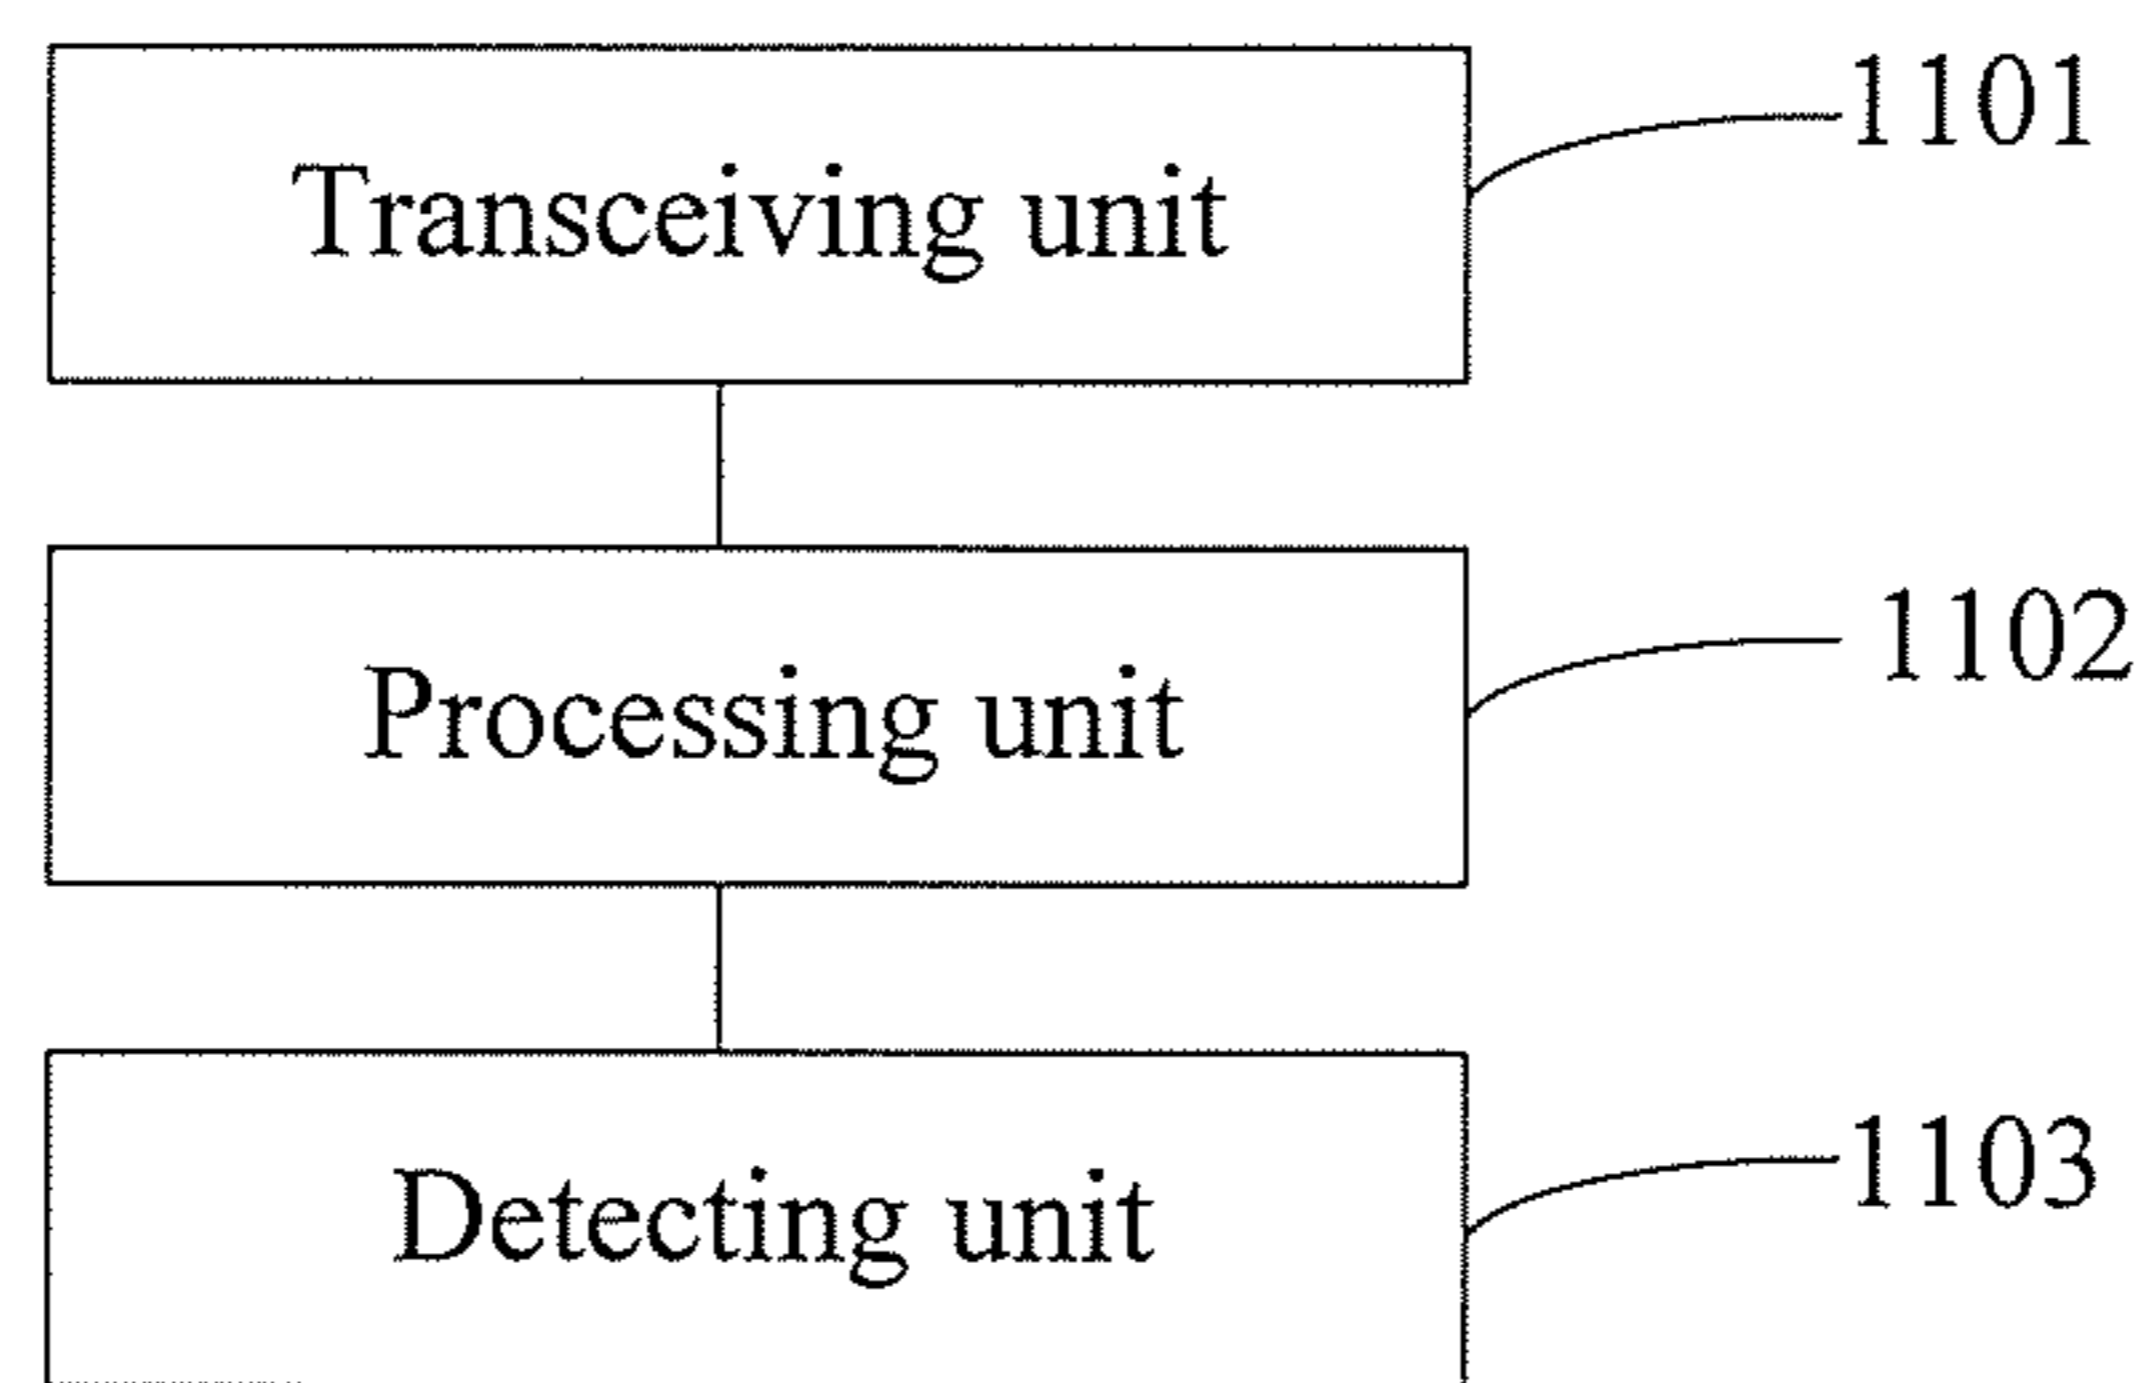 Transceiving unit
1101
Processing unit
1102
Detecting unit
1103